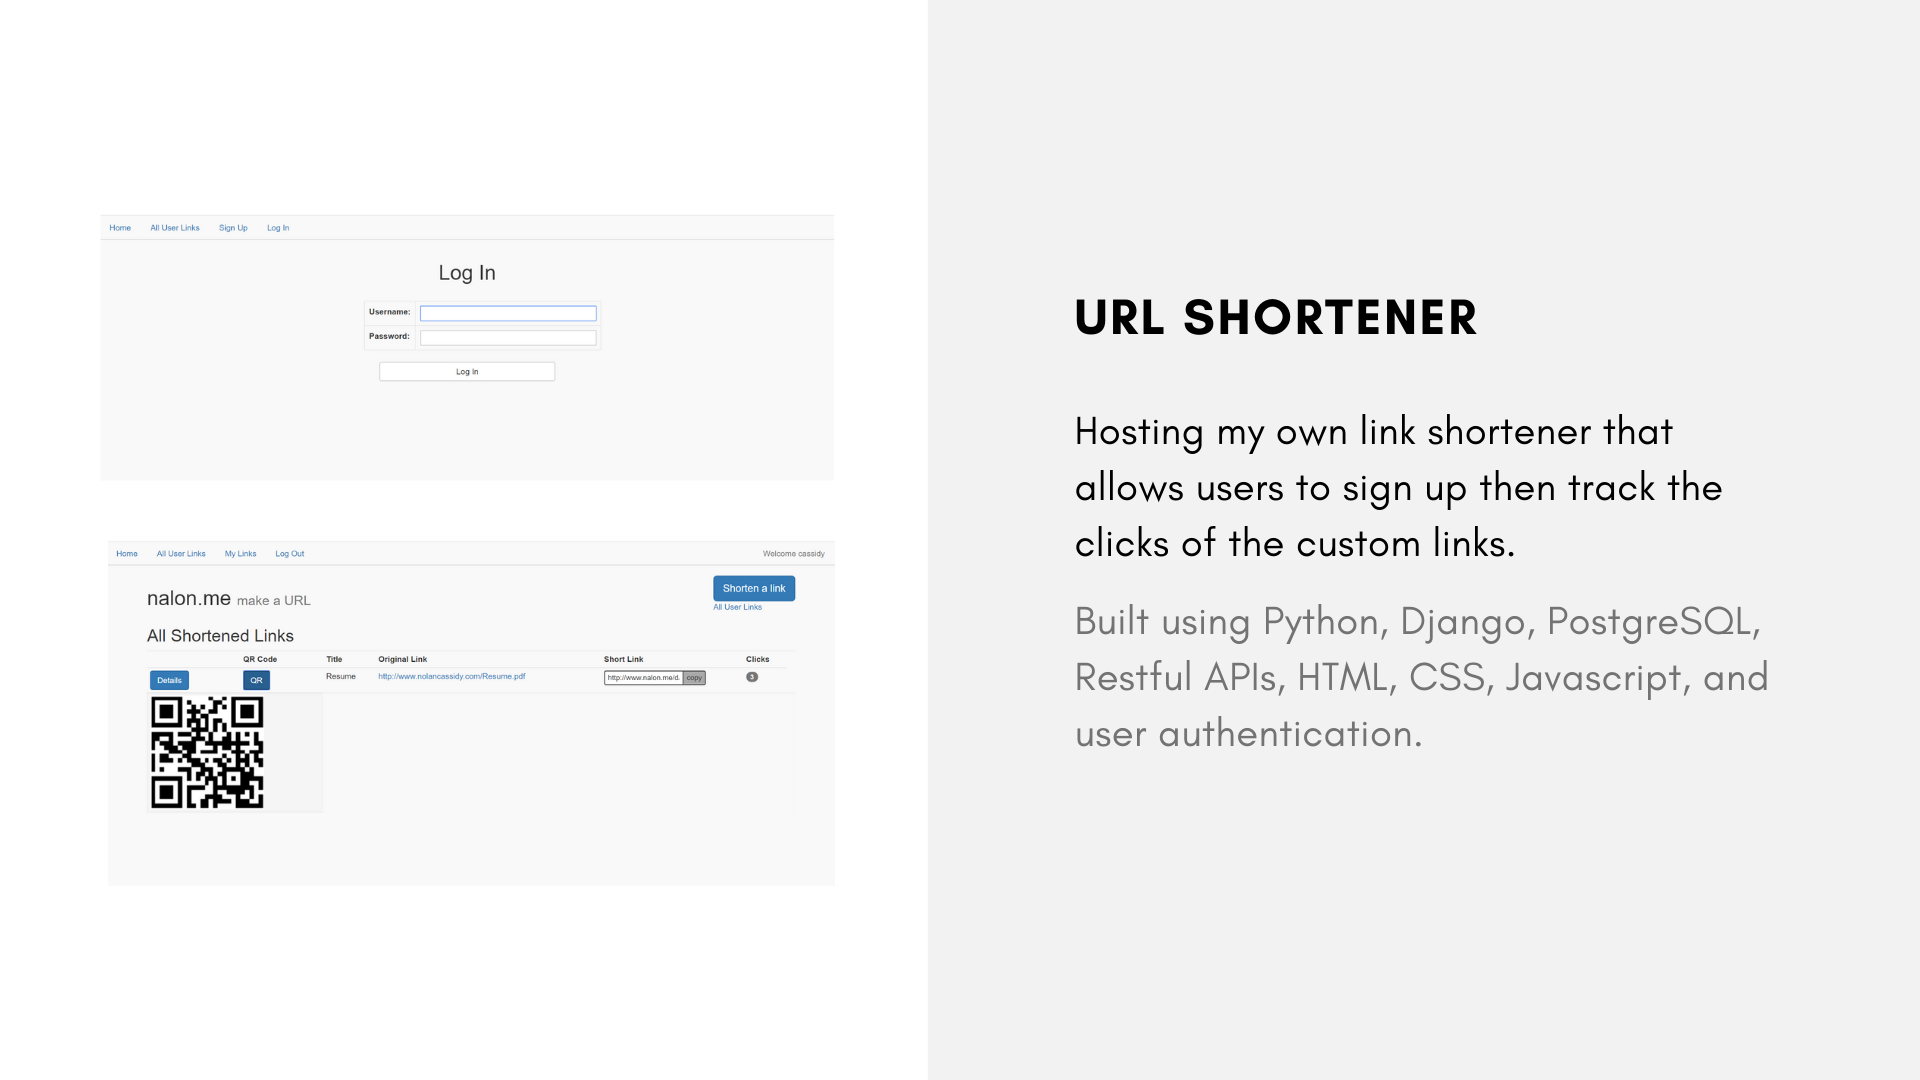 Home All User Links Sign Up Log In
Log In
Username:
Password:
Log In
Home All User Links My Links Log Out Welcome cassidy
Shorten a link
nalon.me make a URL
All User Links
All Shortened Links
QR Code Title Original Link Short Link Clicks
Details QR Resume http://www.nolancassidy.com/Resume.pdf http://www.nalon.me/d. copy 3
URL SHORTENER
Hosting my own link shortener that
allows users to sign up then track the
clicks of the custom links.
Built using Python, Django, PostgreSQL,
Restful APIs, HTML, CSS, Javascript, and
user authentication.